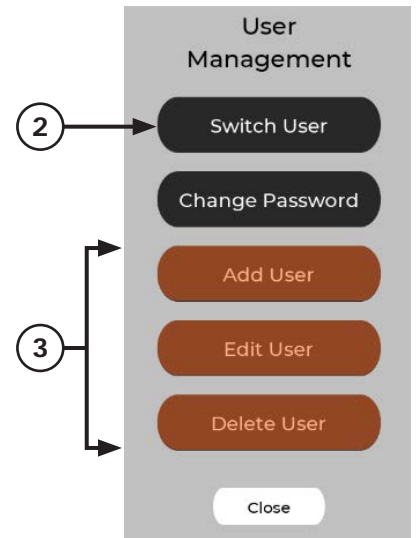 User
Management
2
Switch User
Change Password
Add User
3
Edit User
Delete User
Close